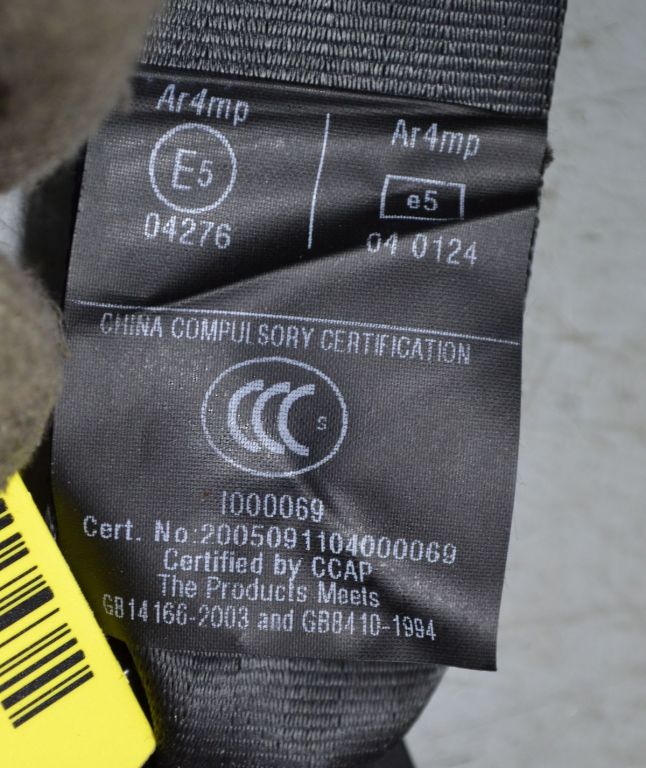 Ar4mp
E5
04276
Ar4mp
e5
04 0124
CHINA COMPULSORY CERTIFICATION
CCC S
I000069
Cert. No:2005091104000069
Certified by CCAP
The Products Meets
GB14166-2003 and GB8410-1994